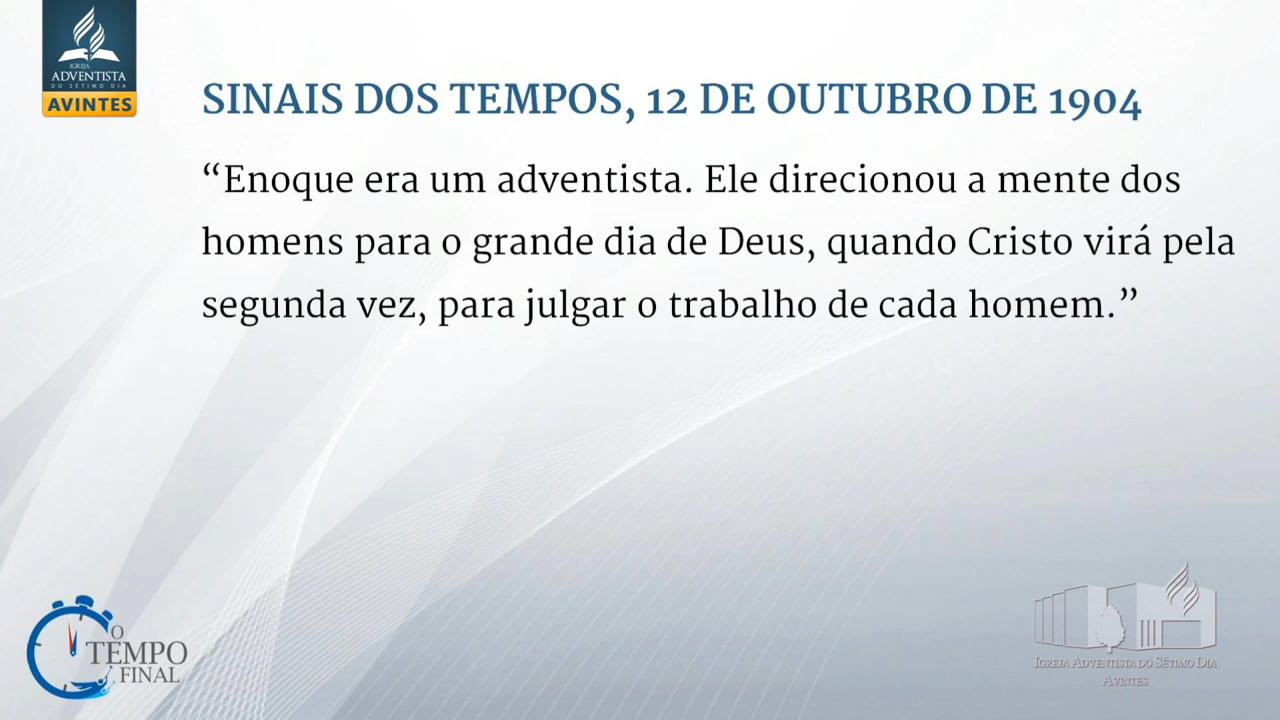 IGREJA
ADVENTISTA
DO SÉTIMO DIA
AVINTES
SINAIS DOS TEMPOS, 12 DE OUTUBRO DE 1904
“Enoque era um adventista. Ele direcionou a mente dos
homens para o grande dia de Deus, quando Cristo virá pela
segunda vez, para julgar o trabalho de cada homem.”
O
TEMPO
FINAL
IGREJA ADVENTISTA DO SÉTIMO DIA
AVINTES